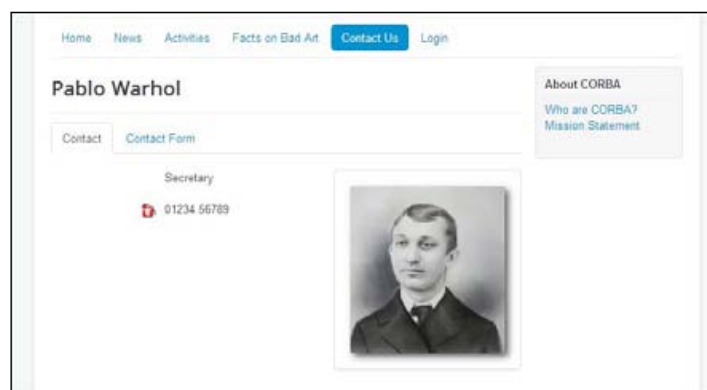 Home News Activities Facts on Bad Art Contact Us Login
Pablo Warhol
Contact Contact Form
Secretary
01234 56789
About CORBA
Who are CORBA?
Mission Statement